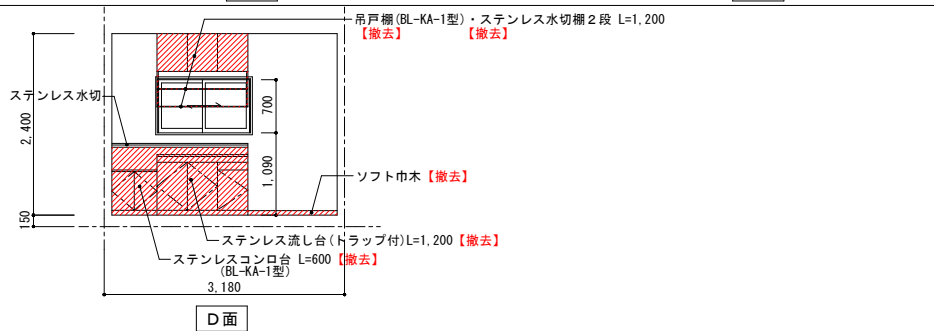 吊戸棚(BL-KA-1型)・ステンレス水切棚２段 L=1,200
【撤去】 【撤去】
ステンレス水切
700
2,400
1,090
ソフト巾木【撤去】
150
ステンレス流し台(トラップ付)L=1,200【撤去】
ステンレスコンロ台 L=600【撤去】
(BL-KA-1型)
3,180
Ｄ面